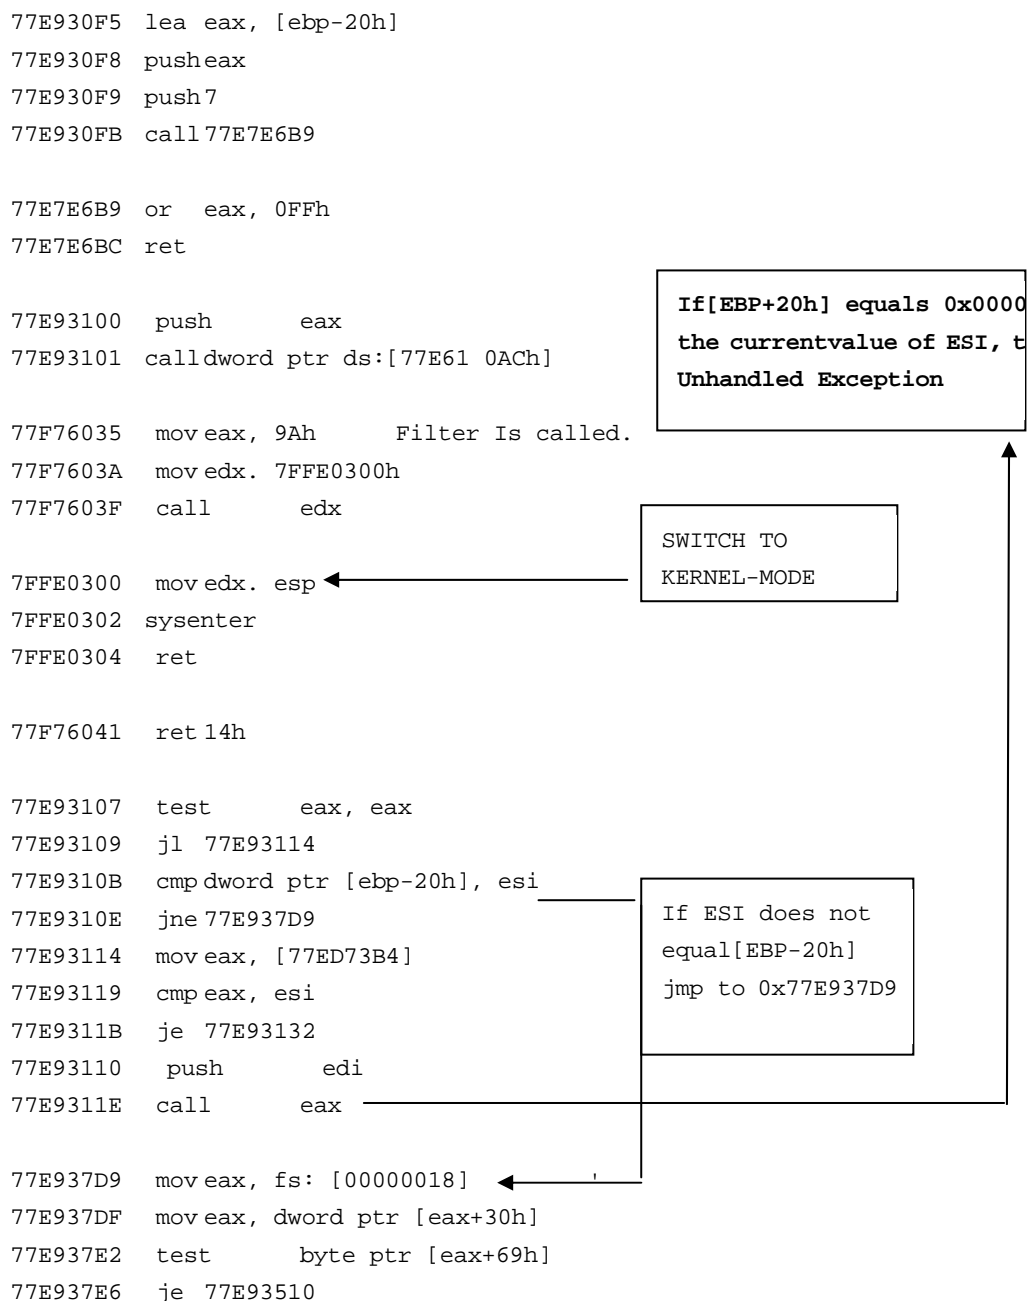 77E930F5 lea eax, [ebp-20h]
77E930F8 pusheax
77E930F9 push7
77E930FB call77E7E6B9
77E7E6B9 or eax, 0FFh
77E7E6BC ret
77E93100 push eax
77E93101 calldword ptr ds:[77E61 0ACh]
If[EBP+20h] equals 0x0000
the currentvalue of ESI, t
Unhandled Exception
77F76035 mov eax, 9Ah Filter Is called.
77F7603A mov edx. 7FFE0300h
77F7603F call edx
SWITCH TO
KERNEL-MODE
7FFE0300 mov edx. esp
7FFE0302 sysenter
7FFE0304 ret
77F76041 ret 14h
77E93107 test eax, eax
77E93109 jl 77E93114
77E9310B cmp dword ptr [ebp-20h], esi
77E9310E jne 77E937D9
77E93114 mov eax, [77ED73B4]
77E93119 cmp eax, esi
77E9311B je 77E93132
77E93110 push edi
77E9311E call eax
If ESI does not
equal[EBP-20h]
jmp to 0x77E937D9
77E937D9 mov eax, fs: [00000018] '
77E937DF mov eax, dword ptr [eax+30h]
77E937E2 test byte ptr [eax+69h]
77E937E6 je 77E93510